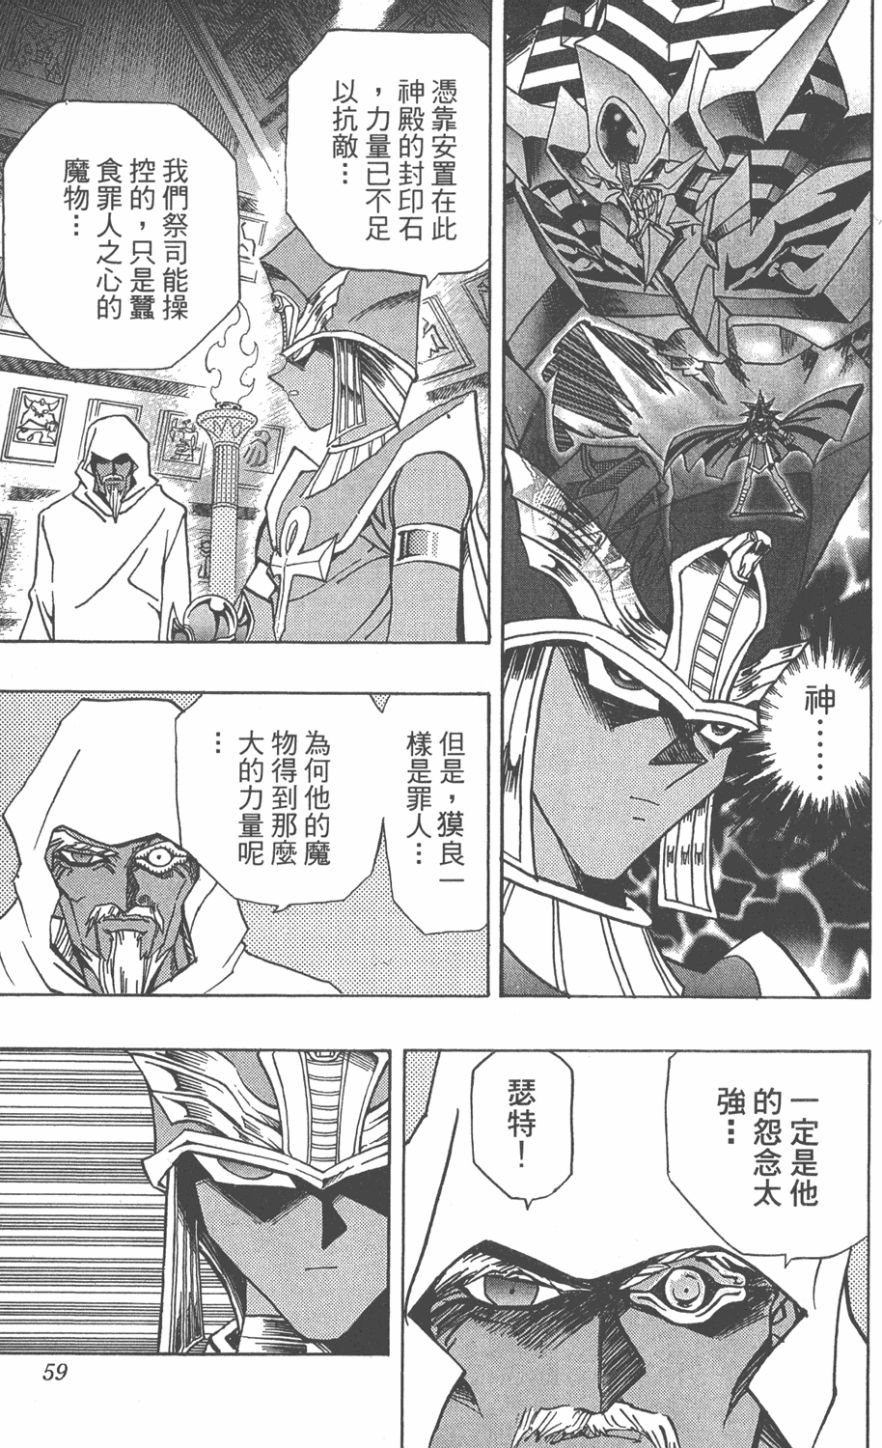 神⋯⋯
憑靠安置在此
神殿的封印石
，力量已不足
以抗敵⋯
我們祭司能操
控的，只是蠶
食罪人之心的
魔物⋯
但是，獏良一
樣是罪人⋯
為何他的魔
物得到那麼
大的力量呢
⋯
一定是他
的怨念太
強⋯
瑟特！
59